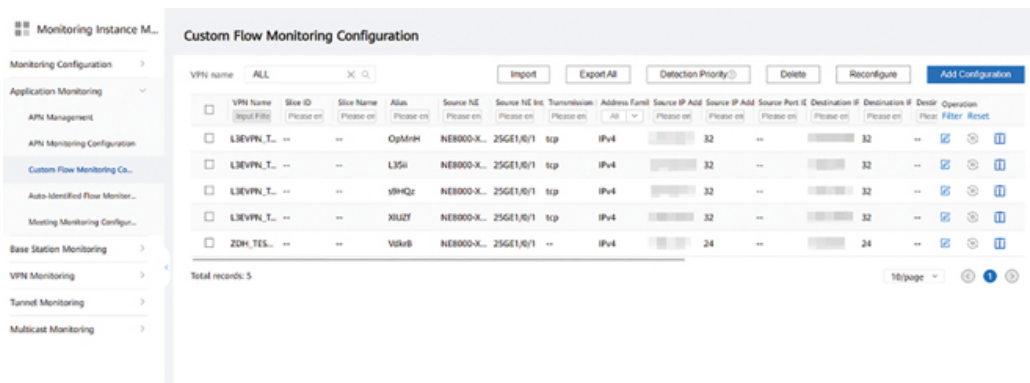 Monitoring Instance M...
Monitoring Configuration
Application Monitoring
APN Management
APN Monitoring Configuration
Custom Flow Monitoring Co...
Auto-Identified Flow Moniter...
Meeting Monitoring Configur...
Base Station Monitoring
VPN Monitoring
Tunnel Monitoring
Multicast Monitoring
Custom Flow Monitoring Configuration
VPN name ALL Import Export All Detection Priority Delete Reconfigure Add Configuration
VPN Name Slice ID Slice Name Alias Source NE Source NE Int Transmission Address Famil Source IP Add Source IP Add Source Port I Destination IF Destination IF Destir Operation
Input Filte Please en Please en Please en Please en Please en Please en All Please en Please en Please en Please en Please en Pleas Filter Reset
L3EVPN_T... -- -- OpMnH NE8000-X... 25GE1/0/1 tcp IPv4 32 -- 32 --
L3EVPN_T... -- -- L35ii NE8000-X... 25GE1/0/1 tcp IPv4 32 -- 32 --
L3EVPN_T... -- -- s9HQz NE8000-X... 25GE1/0/1 tcp IPv4 32 -- 32 --
L3EVPN_T... -- -- XlUZf NE8000-X... 25GE1/0/1 tcp IPv4 32 -- 32 --
ZDH_TES... -- -- VdkrB NE8000-X... 25GE1/0/1 -- IPv4 24 -- 24 --
Total records: 5 10/page 1